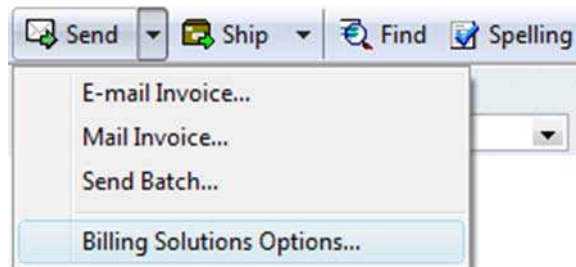 Send Ship Find Spelling
E-mail Invoice...
Mail Invoice...
Send Batch...
Billing Solutions Options...